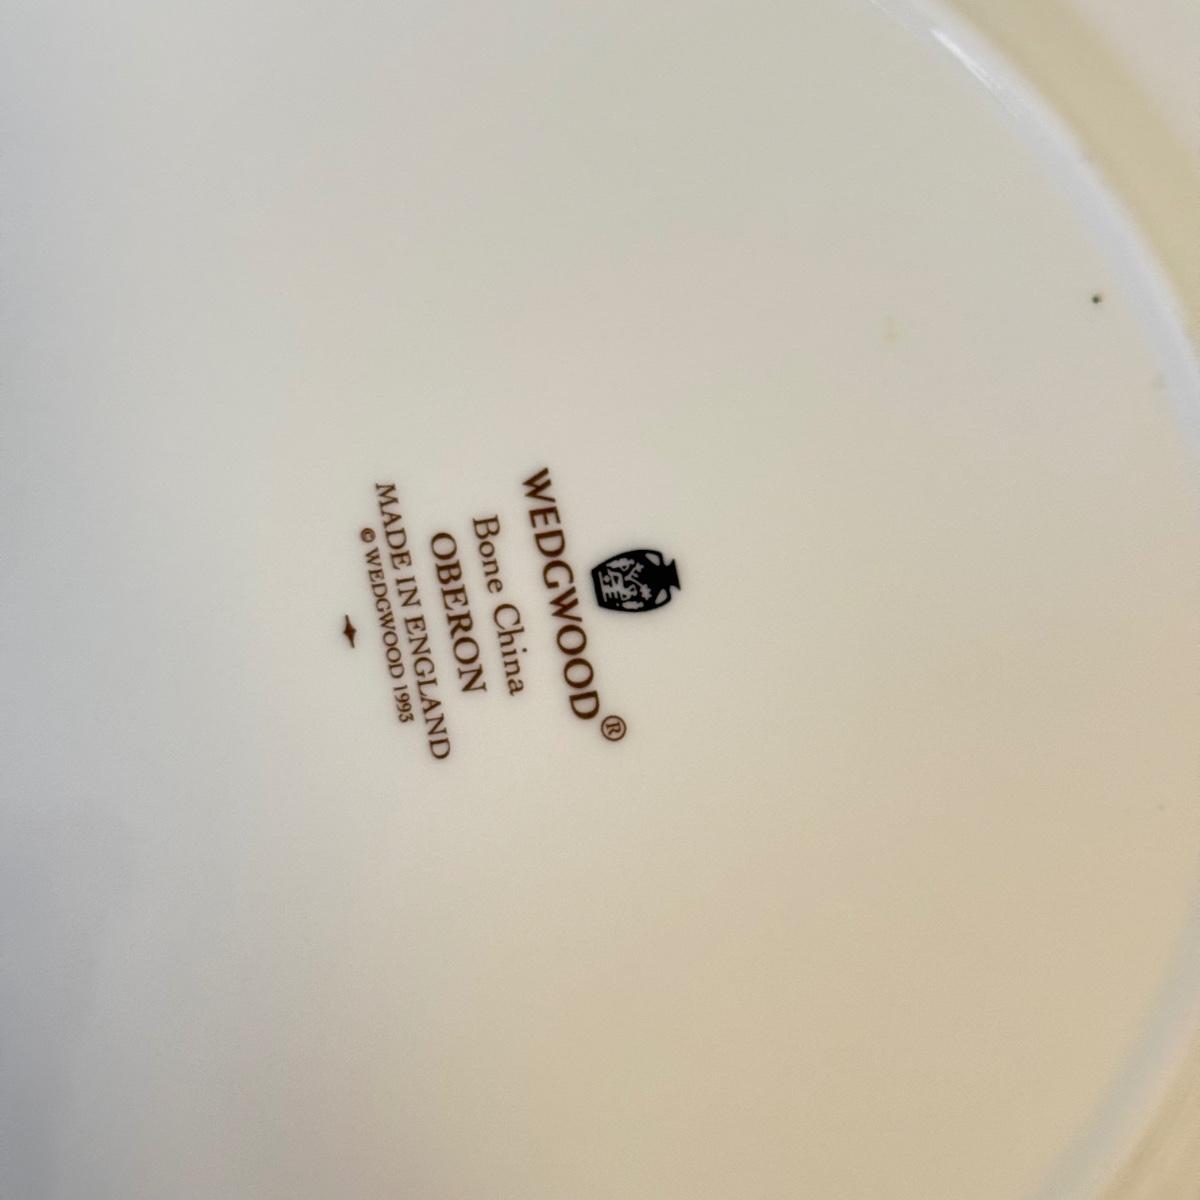 WEDGWOOD®
Bone China
OBERON
MADE IN ENGLAND
© WEDGWOOD 1993